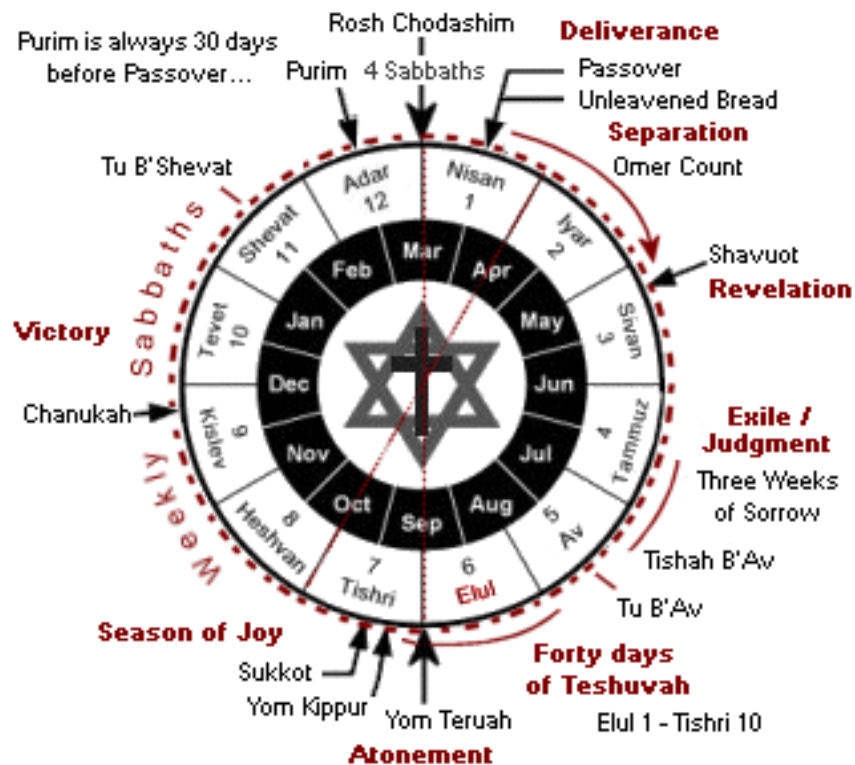 Rosh Chodashim
Purim is always 30 days
before Passover...
Deliverance
Purim
4 Sabbaths
Passover
Unleavened Bread
Separation
Omer Count
Tu B'Shevat
Shavuot
Revelation
Weekly Sabbaths
Victory
Chanukah
Exile /
Judgment
Three Weeks
of Sorrow
Tishah B'Av
Tu B'Av
Season of Joy
Forty days
of Teshuvah
Sukkot
Yom Kippur
Yom Teruah
Elul 1 - Tishri 10
Atonement
Nisan
1
Iyar
2
Sivan
3
Tammuz
4
Av
5
Elul
6
Tishri
7
Heshvan
8
Kislev
9
Tevet
10
Shevat
11
Adar
12
Mar
Apr
May
Jun
Jul
Aug
Sep
Oct
Nov
Dec
Jan
Feb